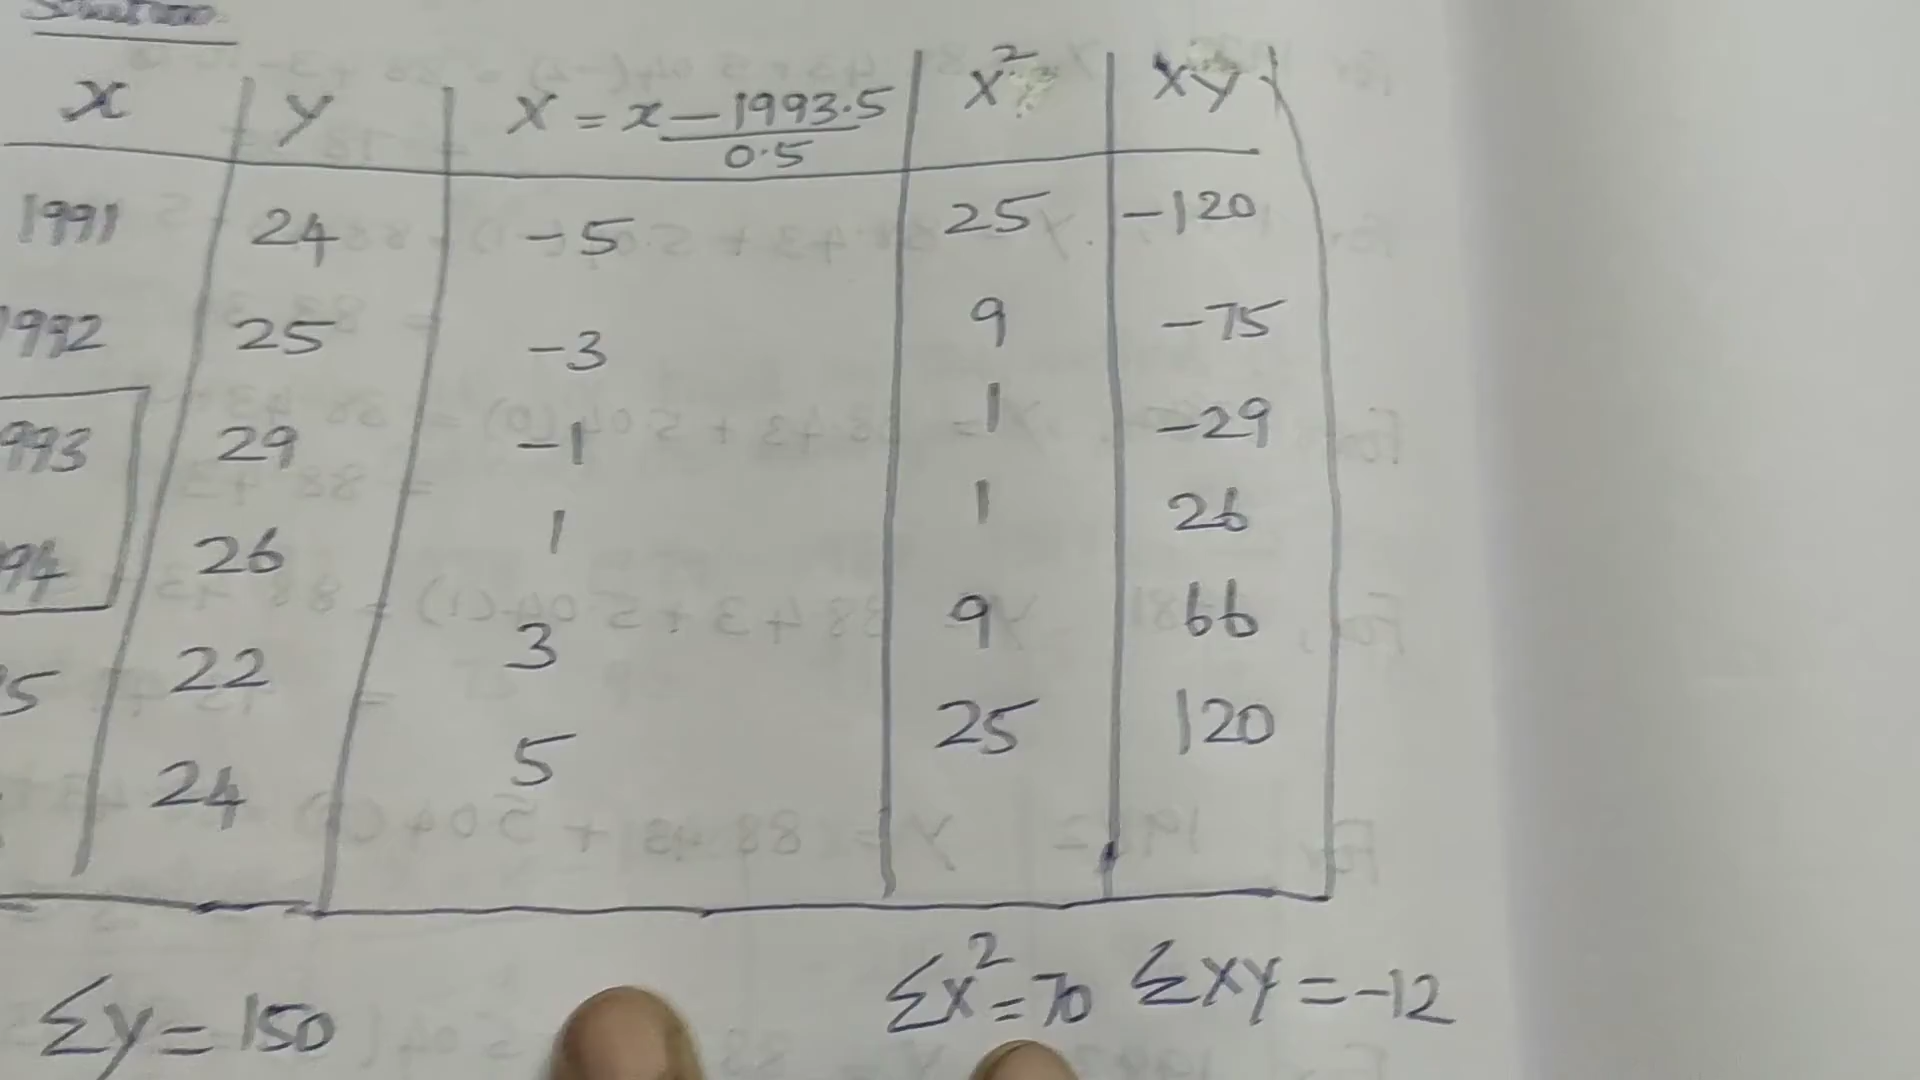 Solution
x y X = x - 1993.5 / 0.5 X² XY
1991 24 -5 25 -120
1992 25 -3 9 -75
993 29 -1 1 -29
94 26 1 1 26
5 22 3 9 66
24 5 25 120
Σy = 150 Σx² = 70 Σxy = -12